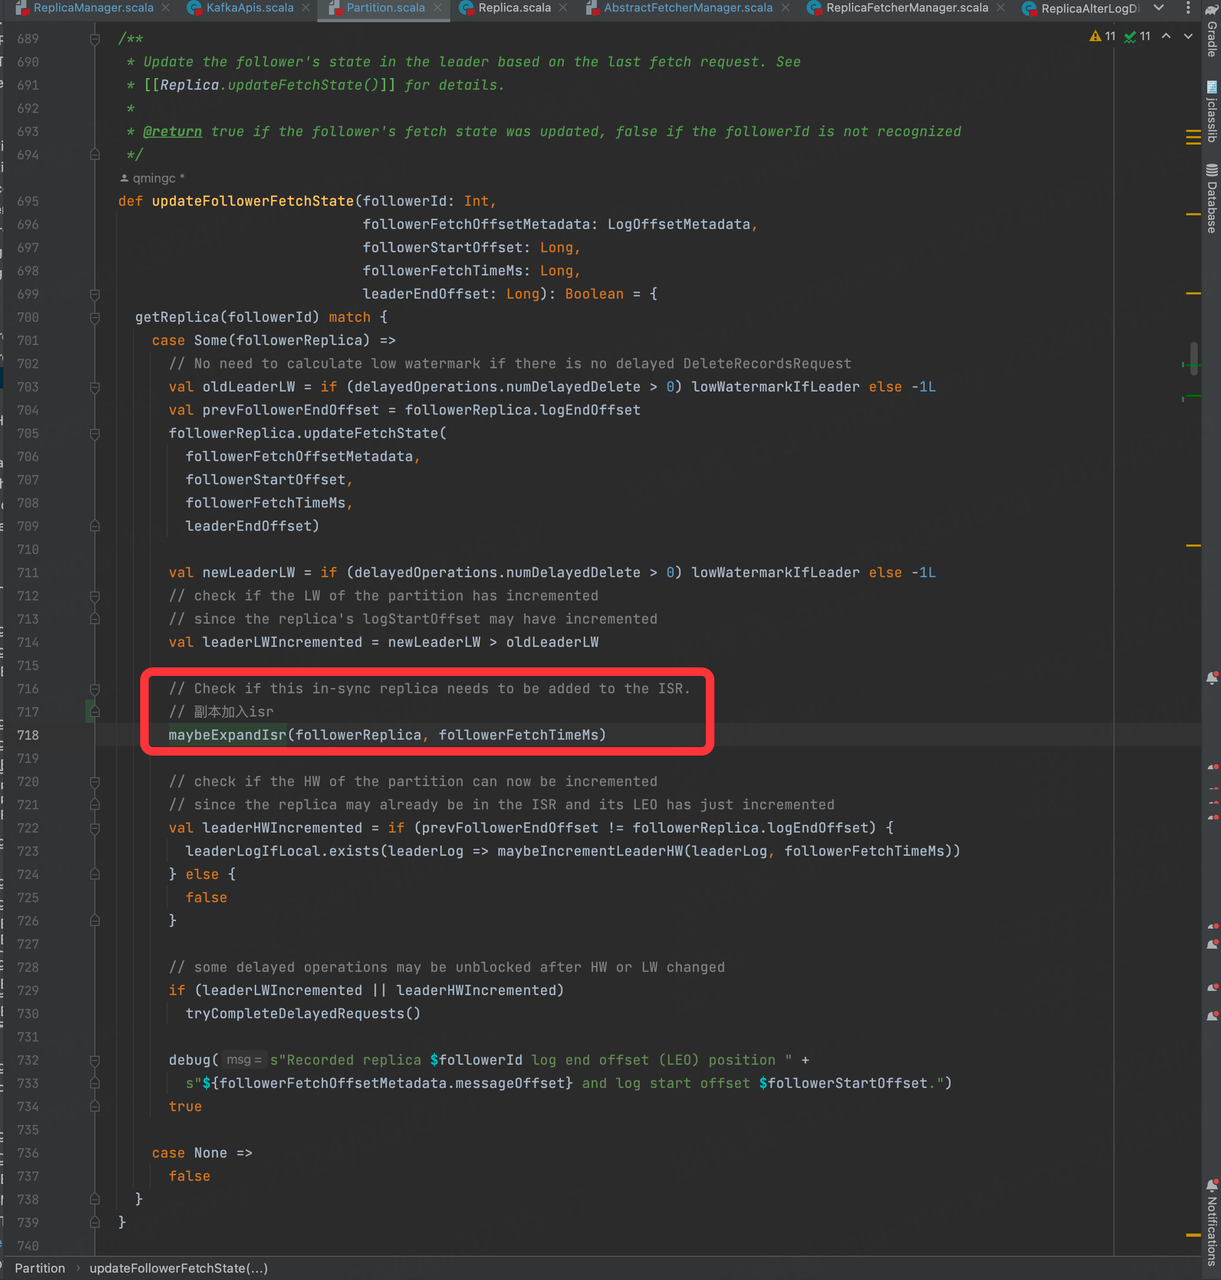 ReplicaManager.scala KafkaApis.scala Partition.scala Replica.scala AbstractFetcherManager.scala ReplicaFetcherManager.scala ReplicaAlterLogDi
11 11
689 /**
690 * Update the follower's state in the leader based on the last fetch request. See
691 * [[Replica.updateFetchState()]] for details.
692 *
693 * @return true if the follower's fetch state was updated, false if the followerId is not recognized
694 */
qmingc *
695 def updateFollowerFetchState(followerId: Int,
696 followerFetchOffsetMetadata: LogOffsetMetadata,
697 followerStartOffset: Long,
698 followerFetchTimeMs: Long,
699 leaderEndOffset: Long): Boolean = {
700 getReplica(followerId) match {
701 case Some(followerReplica) =>
702 // No need to calculate low watermark if there is no delayed DeleteRecordsRequest
703 val oldLeaderLW = if (delayedOperations.numDelayedDelete > 0) lowWatermarkIfLeader else -1L
704 val prevFollowerEndOffset = followerReplica.logEndOffset
705 followerReplica.updateFetchState(
706 followerFetchOffsetMetadata,
707 followerStartOffset,
708 followerFetchTimeMs,
709 leaderEndOffset)
710
711 val newLeaderLW = if (delayedOperations.numDelayedDelete > 0) lowWatermarkIfLeader else -1L
712 // check if the LW of the partition has incremented
713 // since the replica's logStartOffset may have incremented
714 val leaderLWIncremented = newLeaderLW > oldLeaderLW
715
716 // Check if this in-sync replica needs to be added to the ISR.
717 // 副本加入isr
718 maybeExpandIsr(followerReplica, followerFetchTimeMs)
719
720 // check if the HW of the partition can now be incremented
721 // since the replica may already be in the ISR and its LEO has just incremented
722 val leaderHWIncremented = if (prevFollowerEndOffset != followerReplica.logEndOffset) {
723 leaderLogIfLocal.exists(leaderLog => maybeIncrementLeaderHW(leaderLog, followerFetchTimeMs))
724 } else {
725 false
726 }
727
728 // some delayed operations may be unblocked after HW or LW changed
729 if (leaderLWIncremented || leaderHWIncremented)
730 tryCompleteDelayedRequests()
731
732 debug( msg = s"Recorded replica $followerId log end offset (LEO) position " +
733 s"${followerFetchOffsetMetadata.messageOffset} and log start offset $followerStartOffset.")
734 true
735
736 case None =>
737 false
738 }
739 }
740
Partition › updateFollowerFetchState(...)
Gradle
jclasslib
Database
Notifications